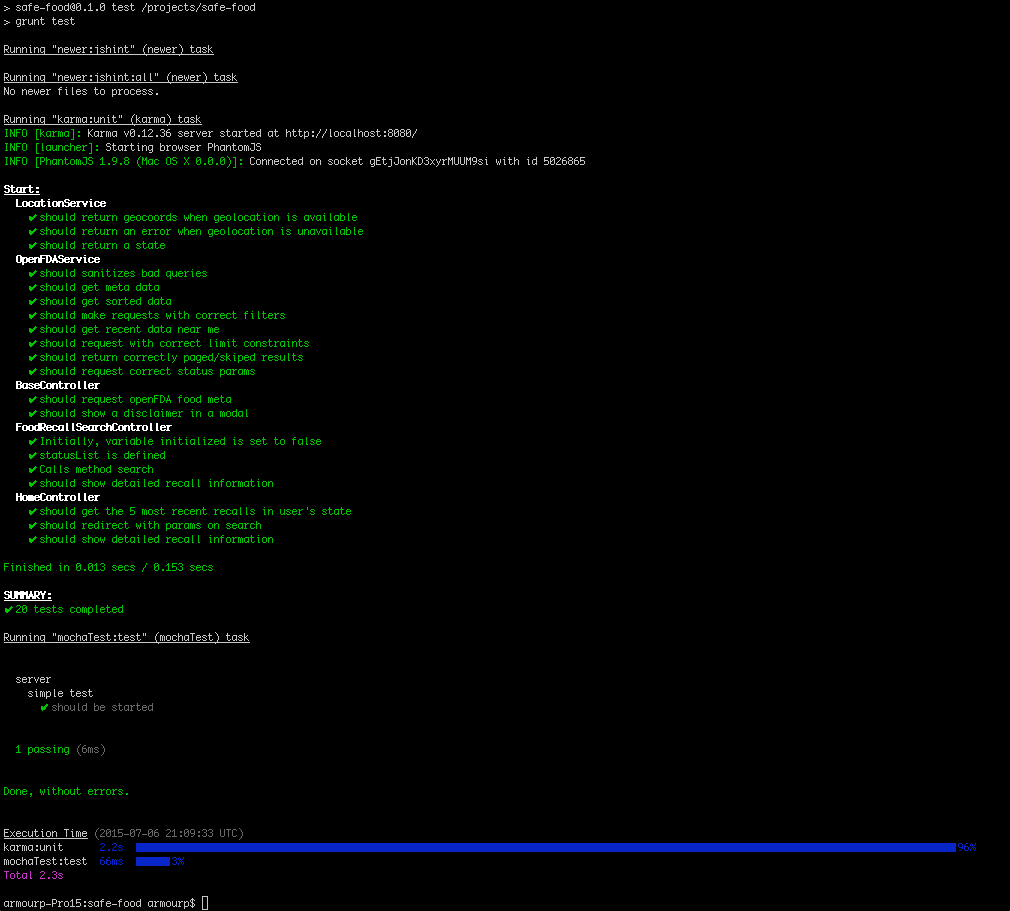 > safe-food@0.1.0 test /projects/safe-food
> grunt test
Running "newer:jshint" (newer) task
Running "newer:jshint:all" (newer) task
No newer files to process.
Running "karma:unit" (karma) task
INFO [karma]: Karma v0.12.36 server started at http://localhost:8080/
INFO [launcher]: Starting browser PhantomJS
INFO [PhantomJS 1.9.8 (Mac OS X 0.0.0)]: Connected on socket gEtjJonKD3xyrMUUM9si with id 5026865
Start:
LocationService
✔ should return geocoords when geolocation is available
✔ should return an error when geolocation is unavailable
✔ should return a state
OpenFDAService
✔ should sanitizes bad queries
✔ should get meta data
✔ should get sorted data
✔ should make requests with correct filters
✔ should get recent data near me
✔ should request with correct limit constraints
✔ should return correctly paged/skiped results
✔ should request correct status params
BaseController
✔ should request openFDA food meta
✔ should show a disclaimer in a modal
FoodRecallSearchController
✔ Initially, variable initialized is set to false
✔ statusList is defined
✔ Calls method search
✔ should show detailed recall information
HomeController
✔ should get the 5 most recent recalls in user's state
✔ should redirect with params on search
✔ should show detailed recall information
Finished in 0.013 secs / 0.153 secs
SUMMARY:
✔ 20 tests completed
Running "mochaTest:test" (mochaTest) task
server
simple test
✔ should be started
1 passing (6ms)
Done, without errors.
Execution Time (2015-07-06 21:09:33 UTC)
karma:unit 2.2s 96%
mochaTest:test 66ms 3%
Total 2.3s
armourp-Pro15:safe-food armourp$